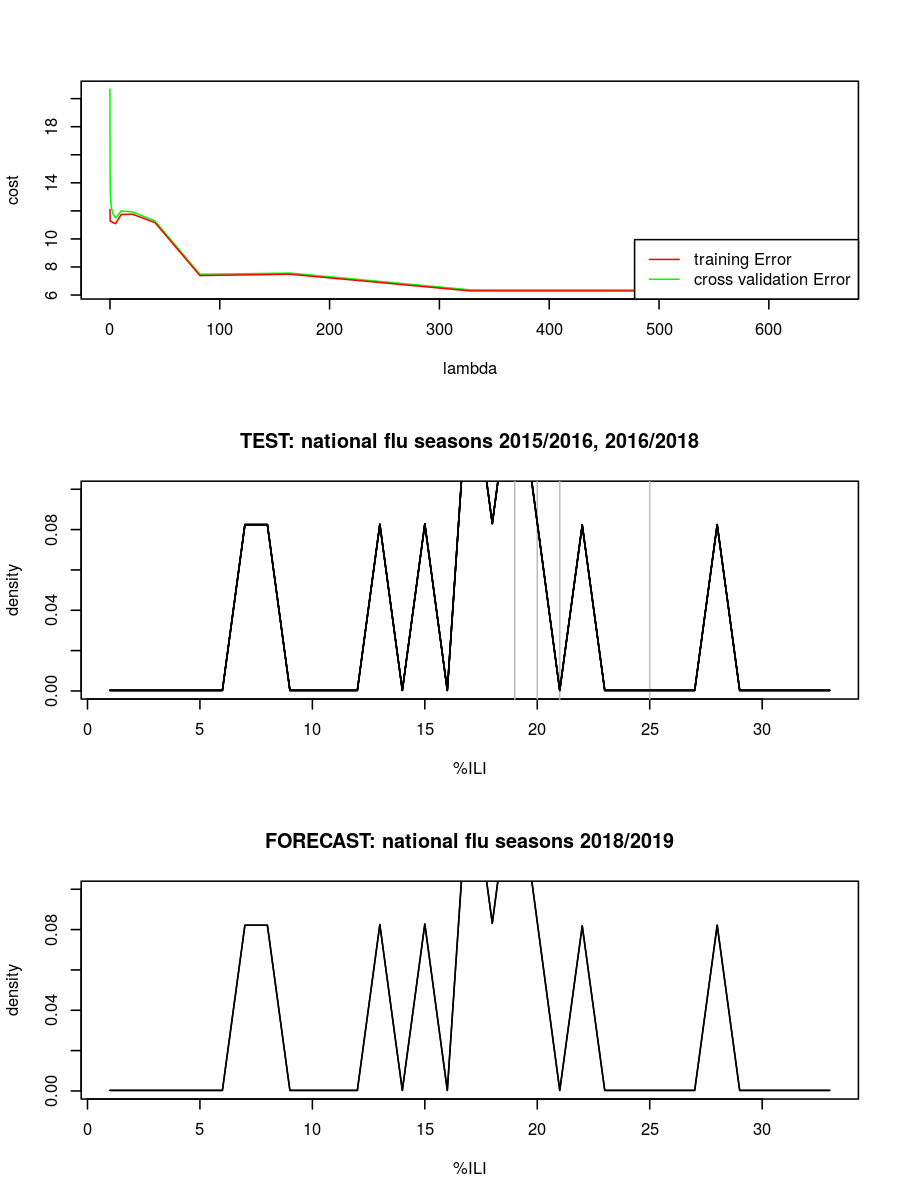 18
14
10
8
6
cost
training Error
cross validation Error
0 100 200 300 400 500 600
lambda
TEST: national flu seasons 2015/2016, 2016/2018
0.08
0.04
0.00
density
0 5 10 15 20 25 30
%ILI
FORECAST: national flu seasons 2018/2019
0.08
0.04
0.00
density
0 5 10 15 20 25 30
%ILI